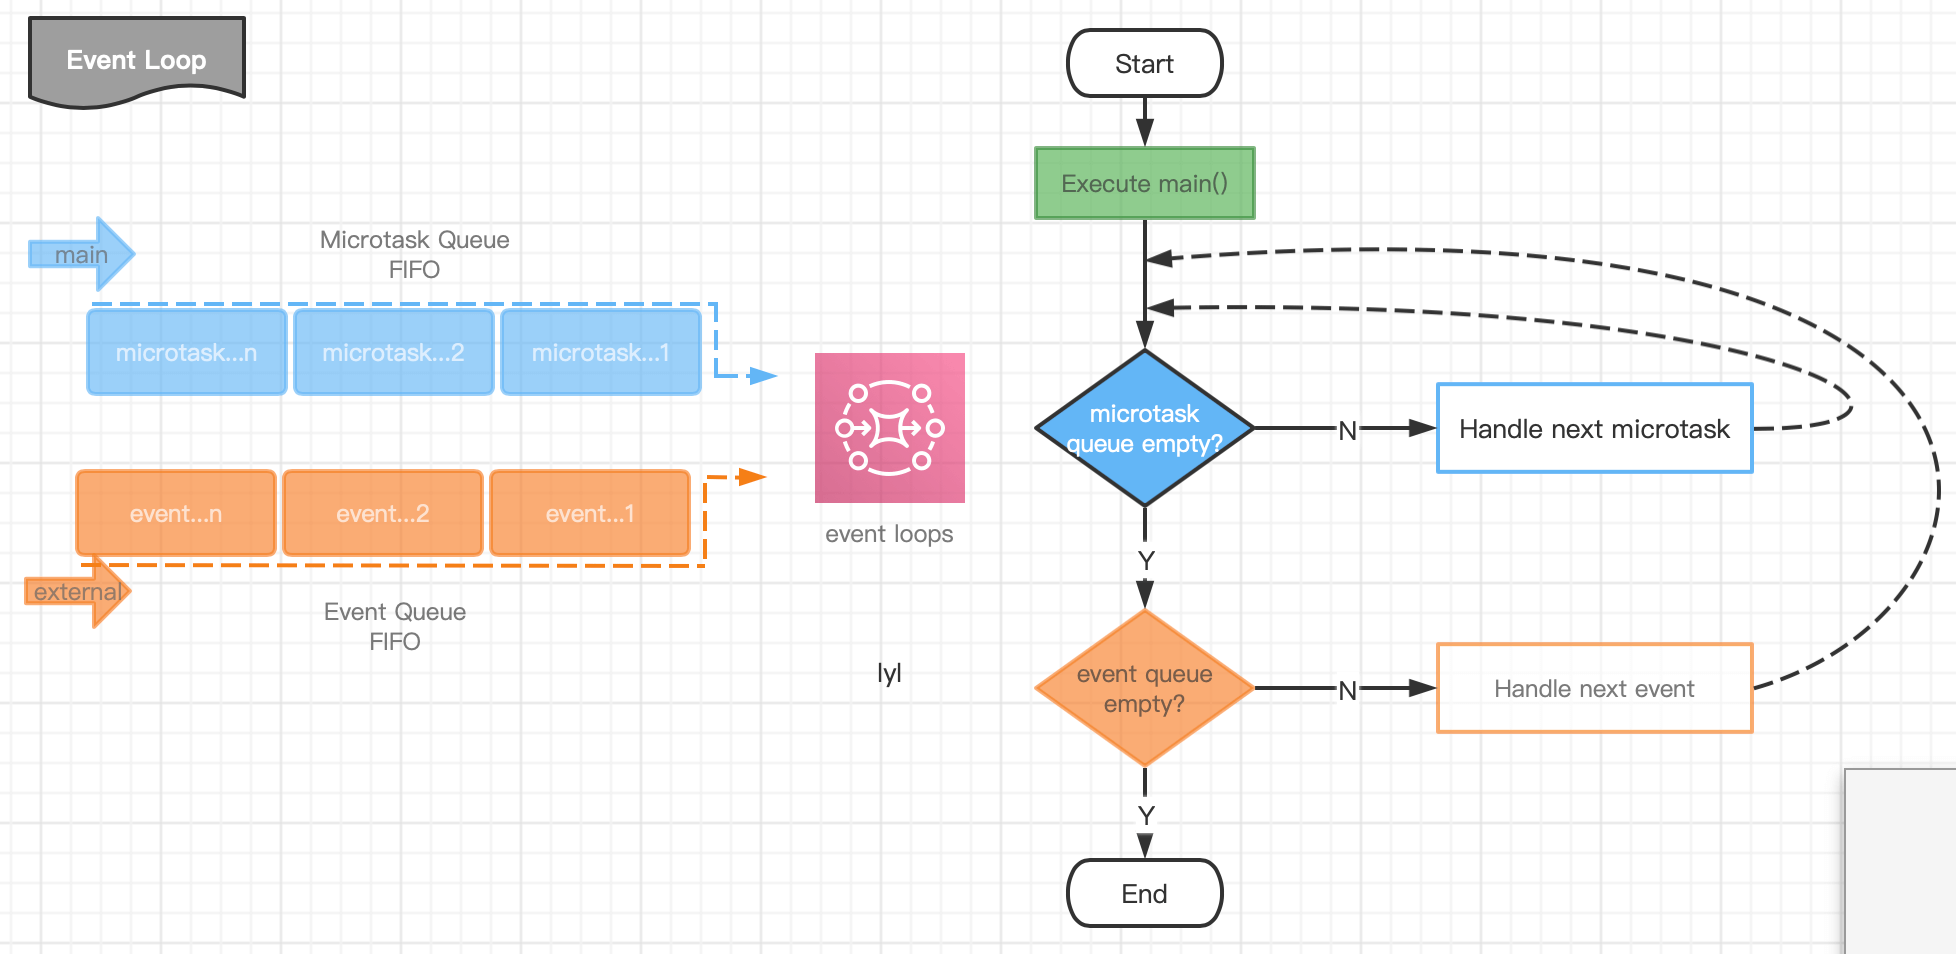 Event Loop
main
Microtask Queue
FIFO
microtask...n
microtask...2
microtask...1
event...n
event...2
event...1
external
Event Queue
FIFO
event loops
lyl
Start
Execute main()
microtask
queue empty?
N
Handle next microtask
Y
event queue
empty?
N
Handle next event
Y
End